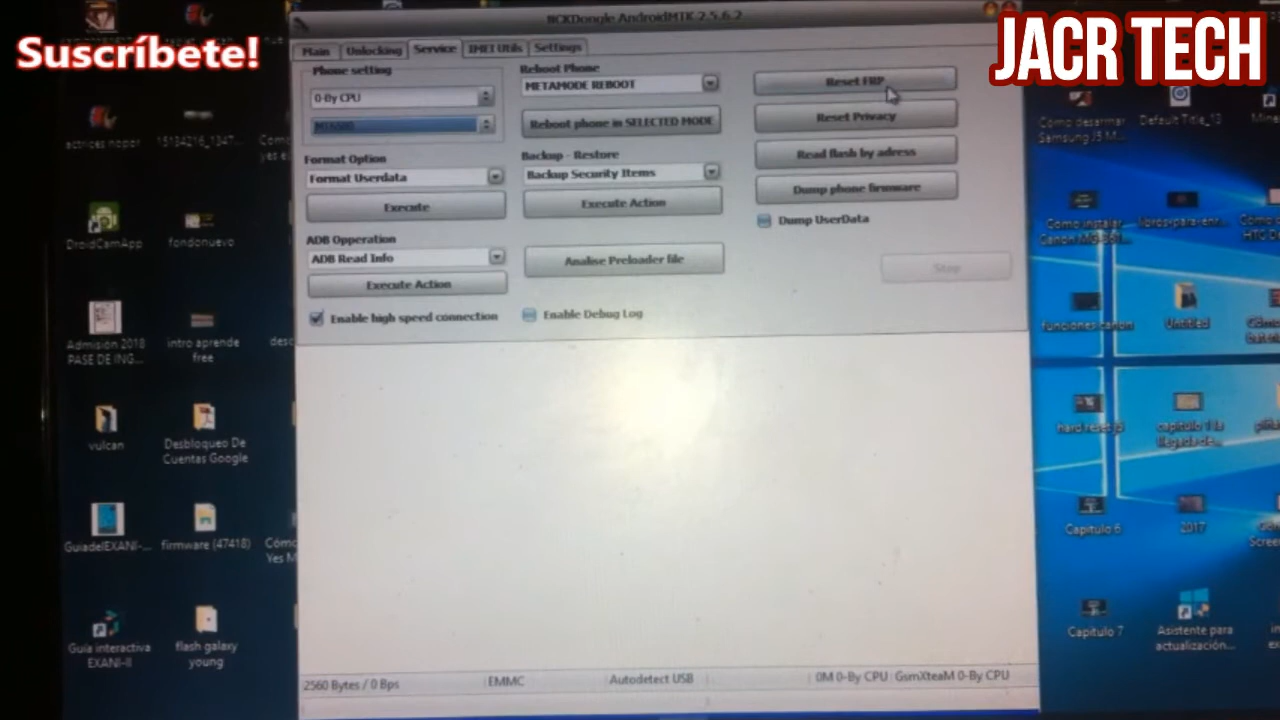 Suscríbete!
JACR TECH
NCKDongle AndroidMTK 2.5.6.2
Main
Unlocking
Service
IMEI Utils
Settings
Phone setting
0-By CPU
Reboot Phone
METAMODE REBOOT
Reboot phone in SELECTED MODE
Reset FRP
Reset Privacy
Read flash by adress
Dump phone firmware
Dump UserData
Format Option
Format Userdata
Execute
Backup - Restore
Backup Security Items
Execute Action
ADB Opperation
ADB Read Info
Execute Action
Analise Preloader file
Stop
Enable high speed connection
Enable Debug Log
2560 Bytes / 0 Bps
EMMC
Autodetect USB
0M 0-By CPU
GsmXteaM 0-By CPU
actrices nopor
15134216_1347...
DroidCamApp
fondonuevo
Admisión 2018
PASE DE ING...
intro aprende
free
vulcan
Desbloqueo De
Cuentas Google
GuiadelEXANI-...
firmware (47418)
Guía interactiva
EXANI-II
flash galaxy
young
Como desarmar
Samsung J5 M...
Default Title_13
Como instalar
funciones canon
Untitled
hard reset
capitulo 1 la
llegada de...
Capitulo 6
2017
Capitulo 7
Asistente para
actualización...